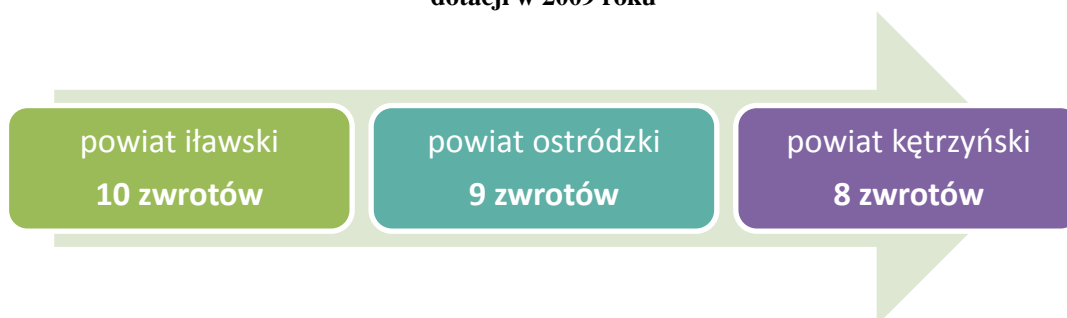 dotacji w 2009 roku
powiat iławski
10 zwrotów
powiat ostródzki
9 zwrotów
powiat kętrzyński
8 zwrotów